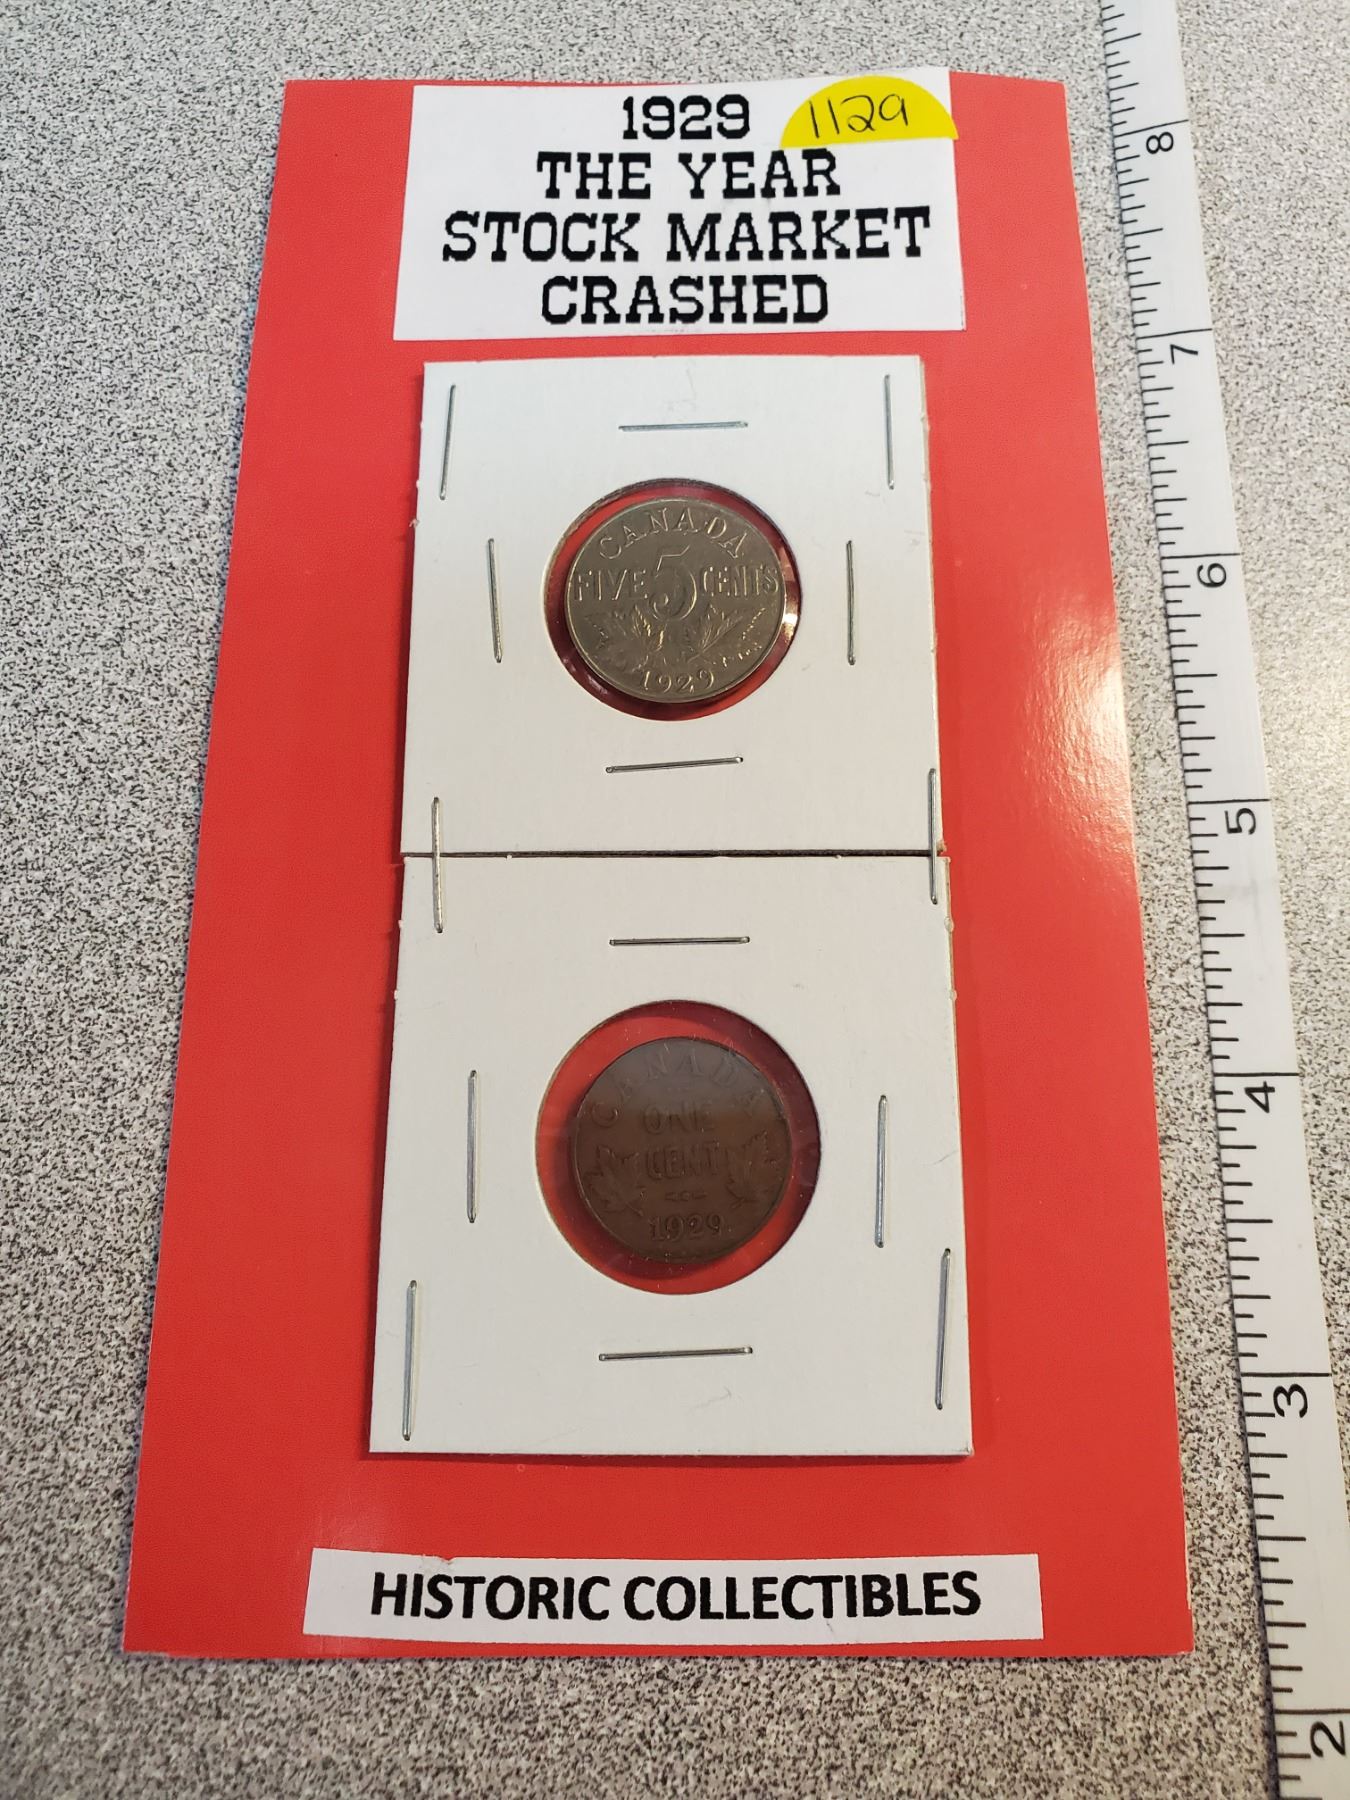 1929
1129
THE YEAR
STOCK MARKET
CRASHED
CANADA
FIVE 5 CENTS
1929
CANADA
ONE
CENT
1929
HISTORIC COLLECTIBLES
8
7
6
5
4
3
2